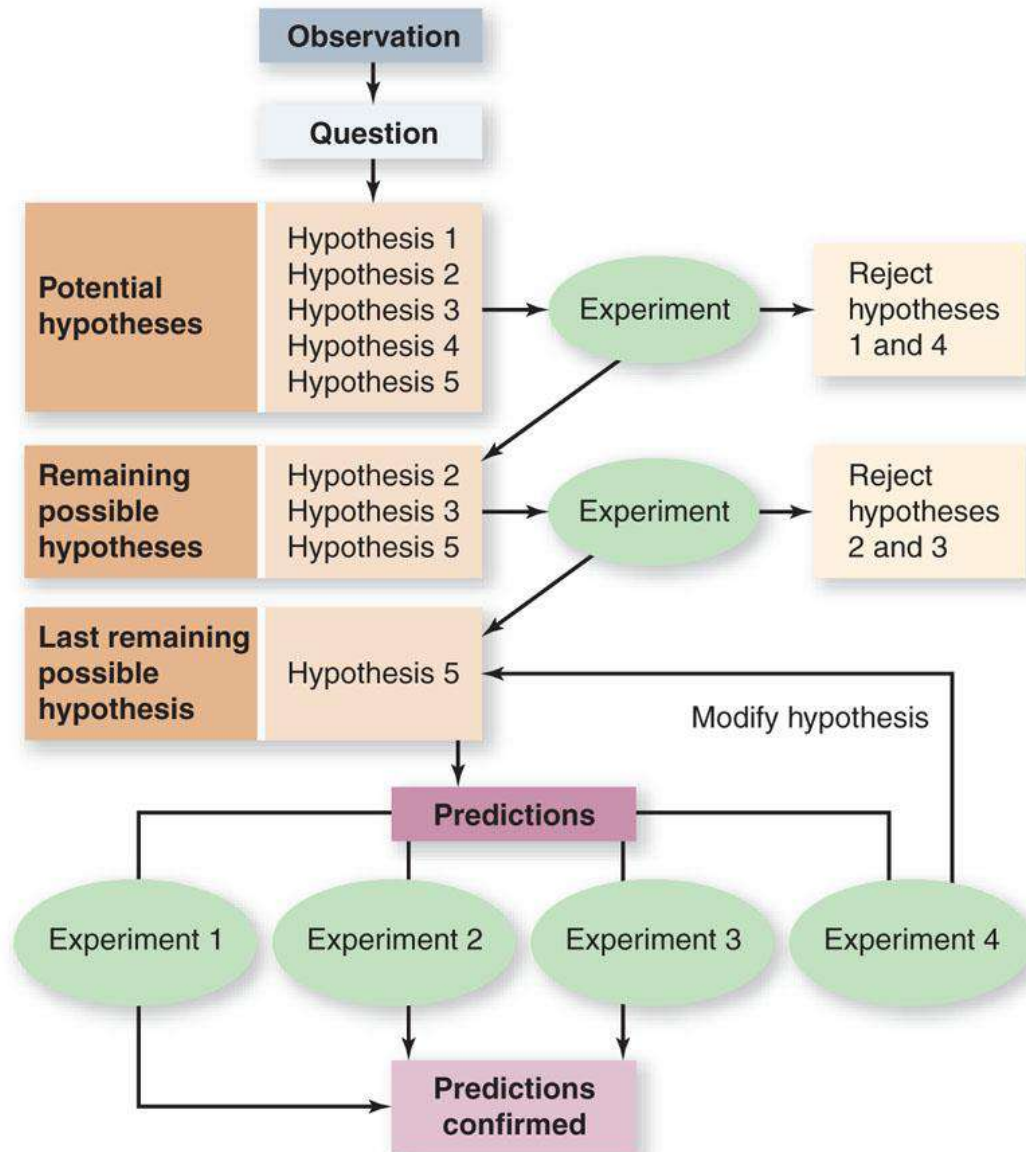 Observation
Question
Potential
hypotheses
Hypothesis 1
Hypothesis 2
Hypothesis 3
Hypothesis 4
Hypothesis 5
Experiment
Reject
hypotheses
1 and 4
Remaining
possible
hypotheses
Hypothesis 2
Hypothesis 3
Hypothesis 5
Experiment
Reject
hypotheses
2 and 3
Last remaining
possible
hypothesis
Hypothesis 5
Modify hypothesis
Predictions
Experiment 1
Experiment 2
Experiment 3
Experiment 4
Predictions
confirmed